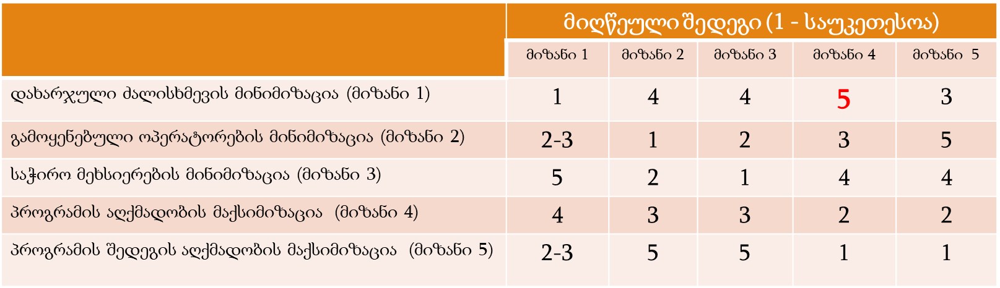 მიღწეული შედეგი (1 - საუკეთესოა)
მიზანი 1 მიზანი 2 მიზანი 3 მიზანი 4 მიზანი 5
დახარჯული ძალისხმევის მინიმიზაცია (მიზანი 1) 1 4 4 5 3
გამოყენებული ოპერატორების მინიმიზაცია (მიზანი 2) 2-3 1 2 3 5
საჭირო მეხსიერების მინიმიზაცია (მიზანი 3) 5 2 1 4 4
პროგრამის აღქმადობის მაქსიმიზაცია (მიზანი 4) 4 3 3 2 2
პროგრამის შედეგის აღქმადობის მაქსიმიზაცია (მიზანი 5) 2-3 5 5 1 1